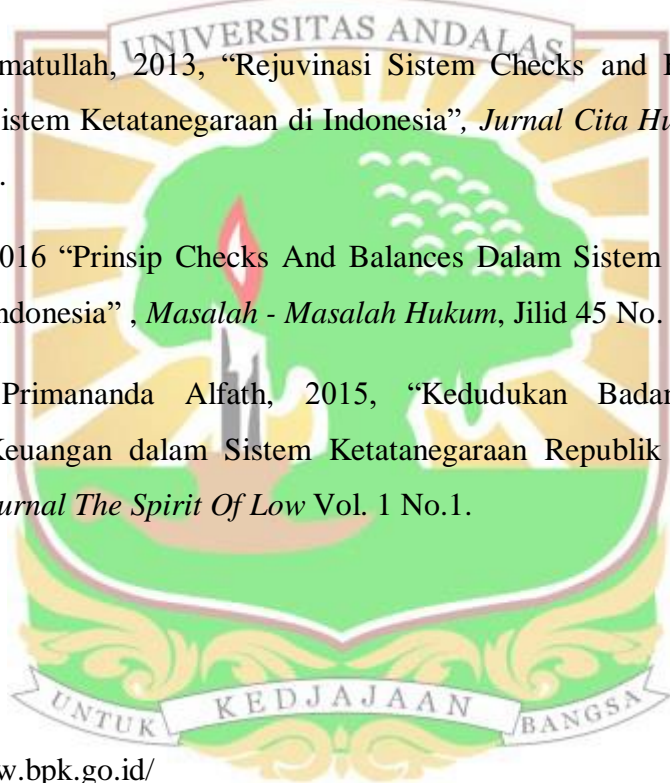 UNIVERSITAS ANDALAS
matullah, 2013, “Rejuvinasi Sistem Checks and
istem Ketatanegaraan di Indonesia”, Jurnal Cita Hu
.
016 “Prinsip Checks And Balances Dalam Sistem
ndonesia” , Masalah - Masalah Hukum, Jilid 45 No.
Primananda Alfath, 2015, “Kedudukan Badan
Keuangan dalam Sistem Ketatanegaraan Republik
urnal The Spirit Of Low Vol. 1 No.1.
UNTUK KEDJAJAAN BANGSA
w.bpk.go.id/